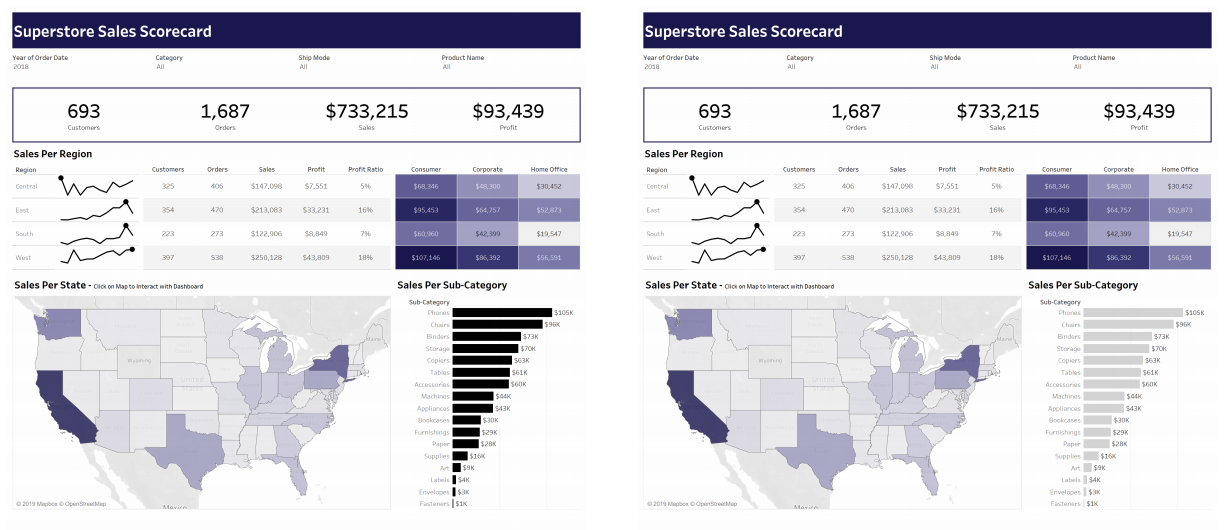 Superstore Sales Scorecard
Year of Order Date Category Ship Mode Product Name
2018 All All All
693 1,687 $733,215 $93,439
Customers Orders Sales Profit
Sales Per Region
Region Customers Orders Sales Profit Profit Ratio Consumer Corporate Home Office
Central 325 406 $147,098 $7,551 5% $68,346 $48,300 $30,452
East 354 470 $213,083 $33,231 16% $95,453 $64,757 $52,873
South 223 273 $122,906 $8,849 7% $60,960 $42,399 $19,547
West 397 538 $250,128 $43,809 18% $107,146 $86,392 $56,591
Sales Per State - Click on Map to Interact with Dashboard
Wyoming
Maine
Mexico
© 2019 Mapbox © OpenStreetMap
Sales Per Sub-Category
Sub-Category
Phones $105K
Chairs $96K
Binders $73K
Storage $70K
Copiers $63K
Tables $61K
Accessories $60K
Machines $44K
Appliances $43K
Bookcases $30K
Furnishings $29K
Paper $28K
Supplies $16K
Art $9K
Labels $4K
Envelopes $3K
Fasteners $1K
Superstore Sales Scorecard
Year of Order Date Category Ship Mode Product Name
2018 All All All
693 1,687 $733,215 $93,439
Customers Orders Sales Profit
Sales Per Region
Region Customers Orders Sales Profit Profit Ratio Consumer Corporate Home Office
Central 325 406 $147,098 $7,551 5% $68,346 $48,300 $30,452
East 354 470 $213,083 $33,231 16% $95,453 $64,757 $52,873
South 223 273 $122,906 $8,849 7% $60,960 $42,399 $19,547
West 397 538 $250,128 $43,809 18% $107,146 $86,392 $56,591
Sales Per State - Click on Map to Interact with Dashboard
Wyoming
Maine
Mexico
© 2019 Mapbox © OpenStreetMap
Sales Per Sub-Category
Sub-Category
Phones $105K
Chairs $96K
Binders $73K
Storage $70K
Copiers $63K
Tables $61K
Accessories $60K
Machines $44K
Appliances $43K
Bookcases $30K
Furnishings $29K
Paper $28K
Supplies $16K
Art $9K
Labels $4K
Envelopes $3K
Fasteners $1K